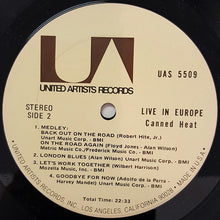 UNITED ARTISTS RECORDS
UAS 5509
STEREO
SIDE 2
LIVE IN EUROPE
Canned Heat
1. MEDLEY:
BACK OUT ON THE ROAD (Robert Hite, Jr.)
Unichappell Music Inc. - BMI
ON THE ROAD AGAIN (Floyd Jones - Alan Wilson)
Metric Music Co./Frederick Music Co. - BMI
2. LONDON BLUES (Alan Wilson)
Unart Music Corp. - BMI
3. LET'S WORK TOGETHER (Wilbert Harrison)
Mozella Music, Inc. - BMI
4. GOODBYE FOR NOW (Adolfo de la Parra -
Harvey Mandel) Unart Music Corp. - BMI
Total Time: 22:33
UNITED ARTISTS RECORDS, INC., LOS ANGELES, CALIFORNIA 90028 • MADE IN U.S.A.